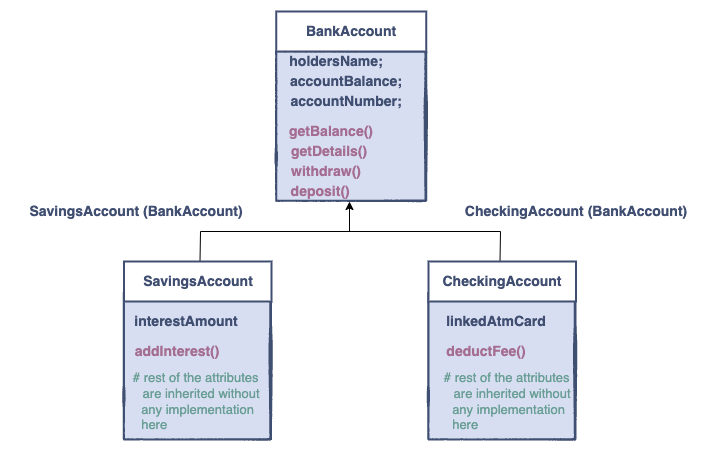 BankAccount
holdersName;
accountBalance;
accountNumber;
getBalance()
getDetails()
withdraw()
deposit()
SavingsAccount (BankAccount)
CheckingAccount (BankAccount)
SavingsAccount
interestAmount
addInterest()
# rest of the attributes
are inherited without
any implementation
here
CheckingAccount
linkedAtmCard
deductFee()
# rest of the attributes
are inherited without
any implementation
here